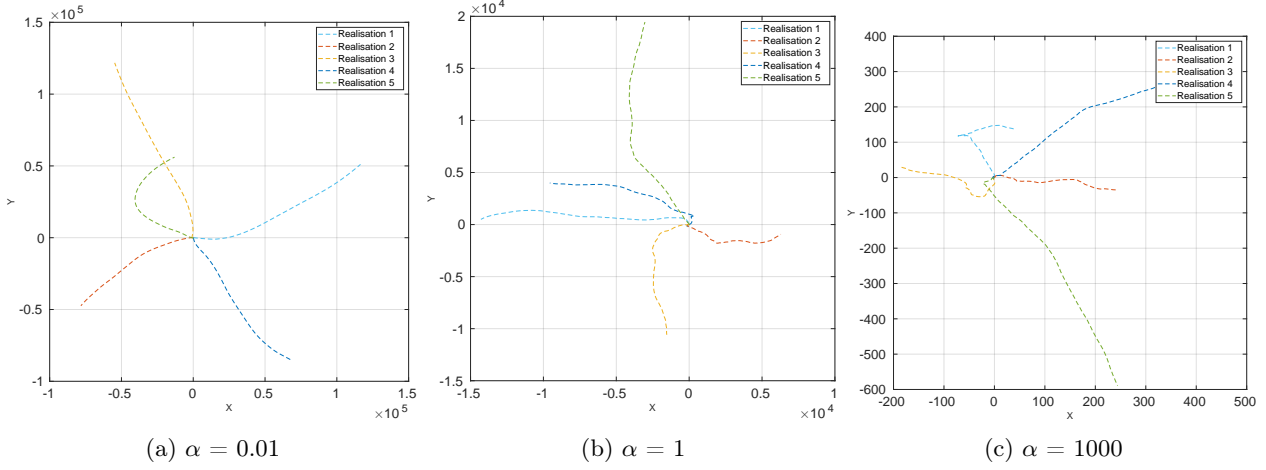 ×10^5
1.5
1
0.5
0
-0.5
-1
Y
-1 -0.5 0 0.5 1 1.5
X
×10^5
Realisation 1
Realisation 2
Realisation 3
Realisation 4
Realisation 5
(a) α = 0.01
×10^4
2
1.5
1
0.5
0
-0.5
-1
-1.5
Y
-1.5 -1 -0.5 0 0.5 1
X
×10^4
Realisation 1
Realisation 2
Realisation 3
Realisation 4
Realisation 5
(b) α = 1
400
300
200
100
0
-100
-200
-300
-400
-500
-600
Y
-200 -100 0 100 200 300 400 500
X
Realisation 1
Realisation 2
Realisation 3
Realisation 4
Realisation 5
(c) α = 1000